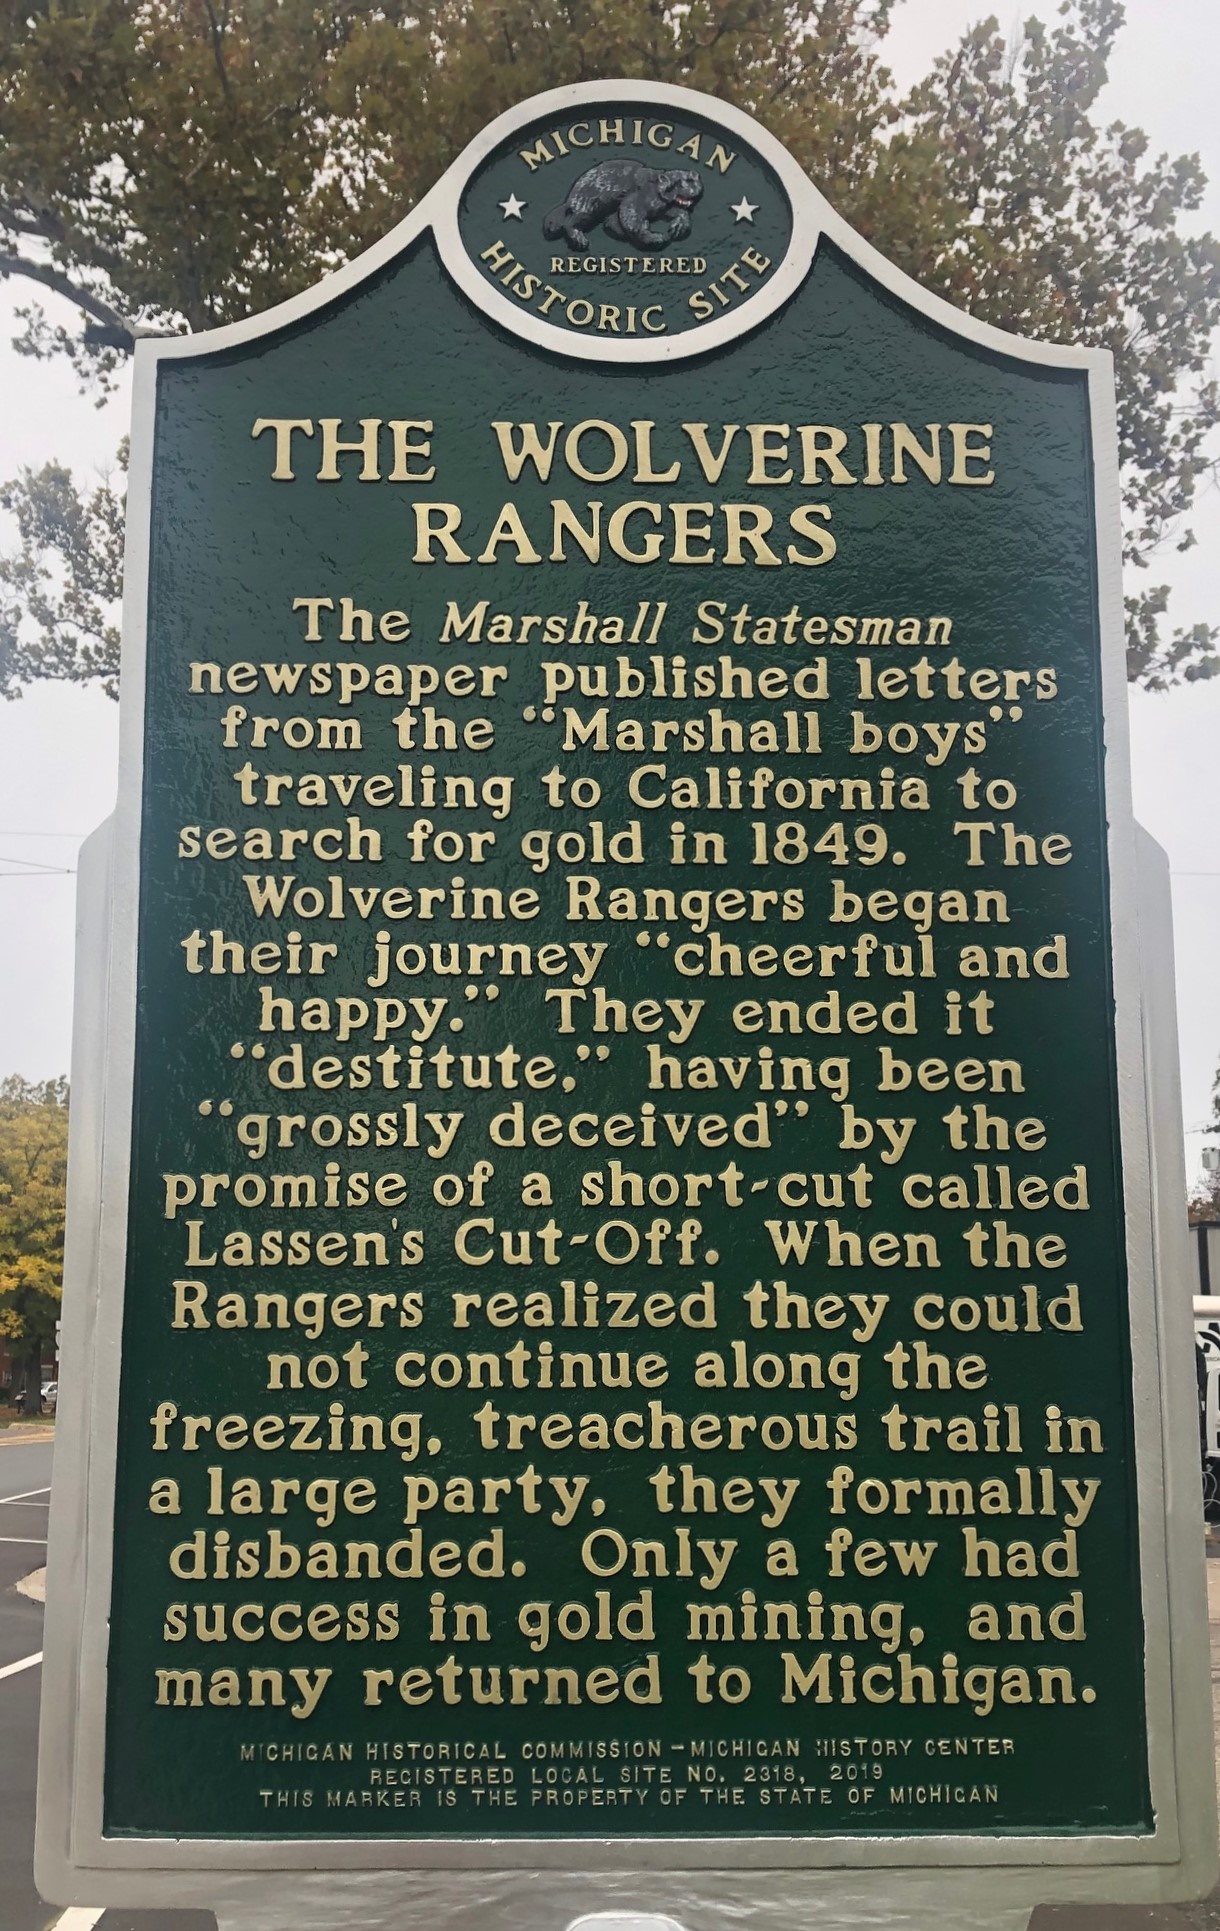 MICHIGAN
REGISTERED
HISTORIC SITE
THE WOLVERINE
RANGERS
The Marshall Statesman
newspaper published letters
from the “Marshall boys”
traveling to California to
search for gold in 1849. The
Wolverine Rangers began
their journey “cheerful and
happy.” They ended it
“destitute,” having been
“grossly deceived” by the
promise of a short-cut called
Lassen's Cut-Off. When the
Rangers realized they could
not continue along the
freezing, treacherous trail in
a large party, they formally
disbanded. Only a few had
success in gold mining, and
many returned to Michigan.
MICHIGAN HISTORICAL COMMISSION – MICHIGAN HISTORY CENTER
REGISTERED LOCAL SITE NO. 2318, 2019
THIS MARKER IS THE PROPERTY OF THE STATE OF MICHIGAN